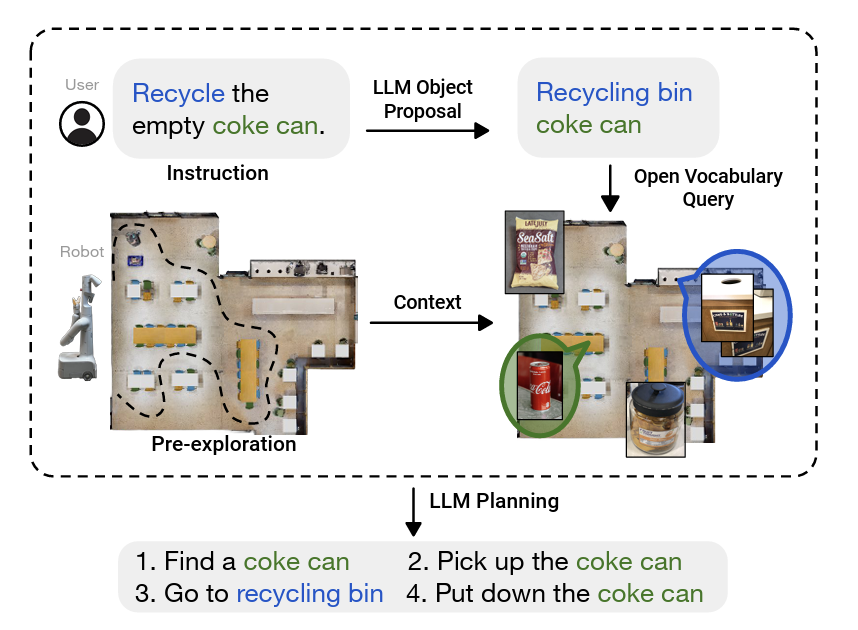 User
Recycle the
empty coke can.
Instruction
LLM Object
Proposal
Recycling bin
coke can
Open Vocabulary
Query
Robot
Pre-exploration
Context
LATE JULY
Sea Salt
Coca-Cola
LLM Planning
1. Find a coke can
2. Pick up the coke can
3. Go to recycling bin
4. Put down the coke can